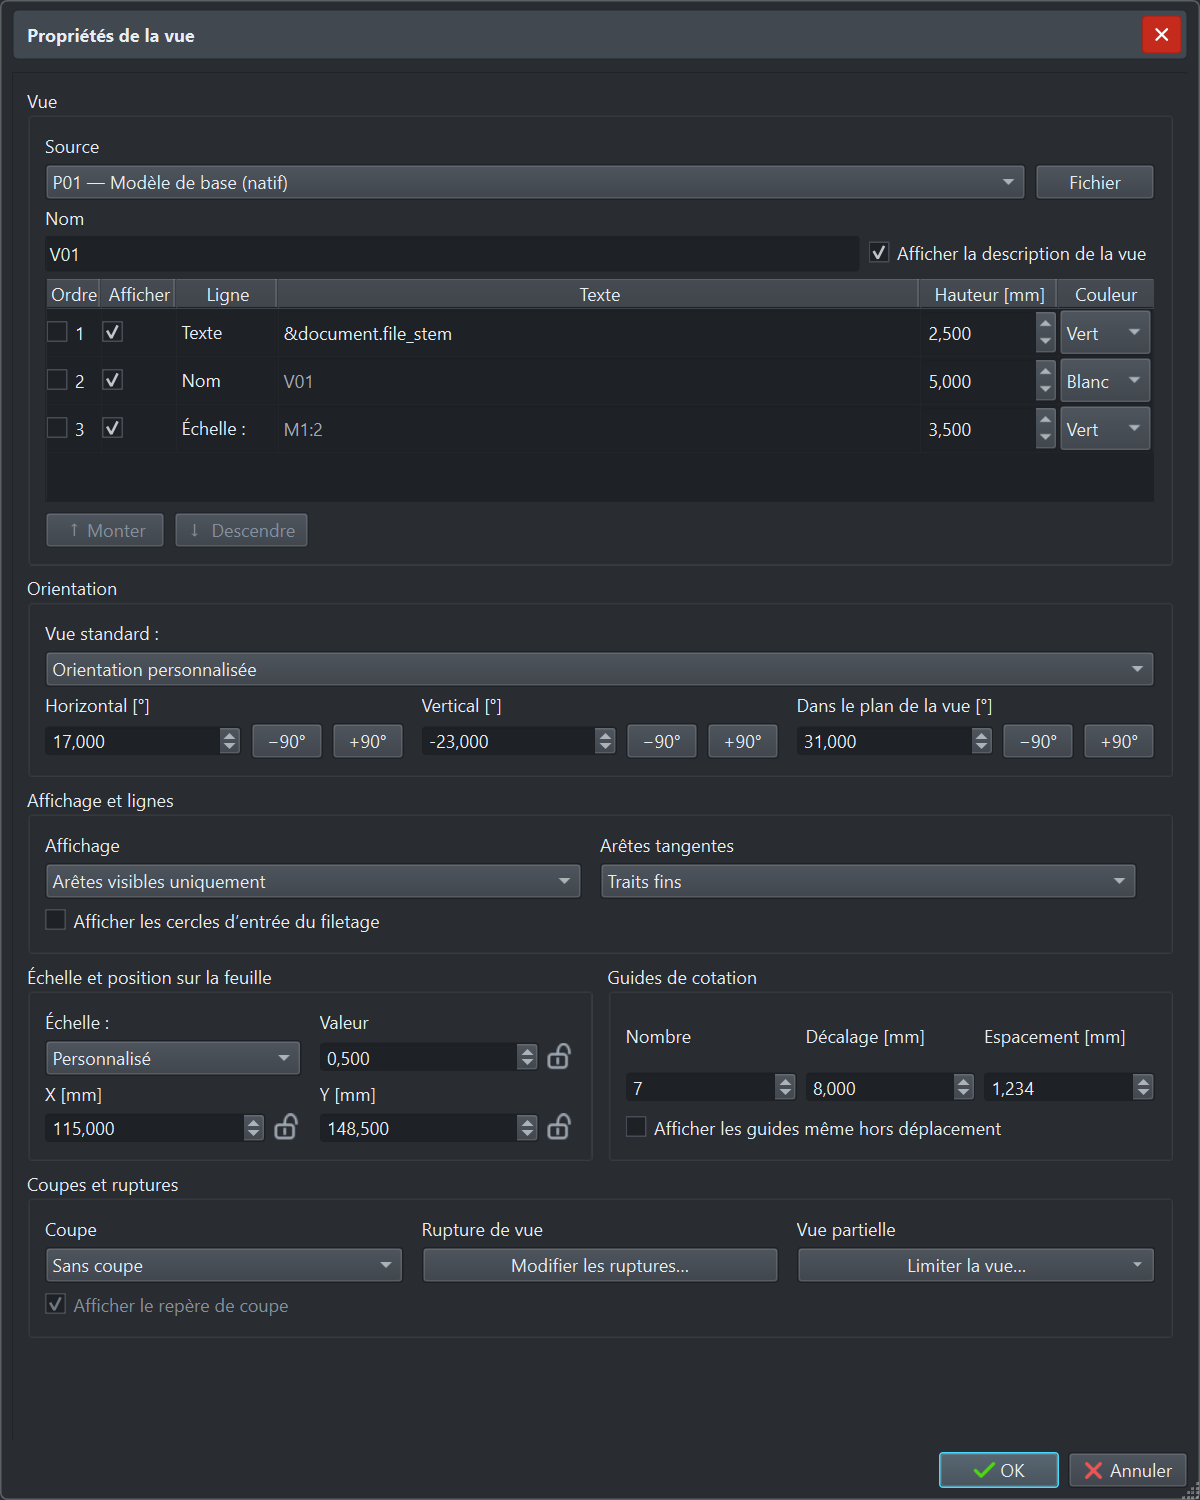 Propriétés de la vue
Vue
Source
P01 — Modèle de base (natif)
Fichier
Nom
V01
Afficher la description de la vue
Ordre Afficher Ligne Texte Hauteur [mm] Couleur
1 Texte &document.file_stem 2,500 Vert
2 Nom V01 5,000 Blanc
3 Échelle : M1:2 3,500 Vert
↑ Monter ↓ Descendre
Orientation
Vue standard :
Orientation personnalisée
Horizontal [°] Vertical [°] Dans le plan de la vue [°]
17,000 −90° +90° -23,000 −90° +90° 31,000 −90° +90°
Affichage et lignes
Affichage Arêtes tangentes
Arêtes visibles uniquement Traits fins
Afficher les cercles d’entrée du filetage
Échelle et position sur la feuille
Échelle : Valeur
Personnalisé 0,500
X [mm] Y [mm]
115,000 148,500
Guides de cotation
Nombre Décalage [mm] Espacement [mm]
7 8,000 1,234
Afficher les guides même hors déplacement
Coupes et ruptures
Coupe Rupture de vue Vue partielle
Sans coupe Modifier les ruptures... Limiter la vue...
Afficher le repère de coupe
OK Annuler